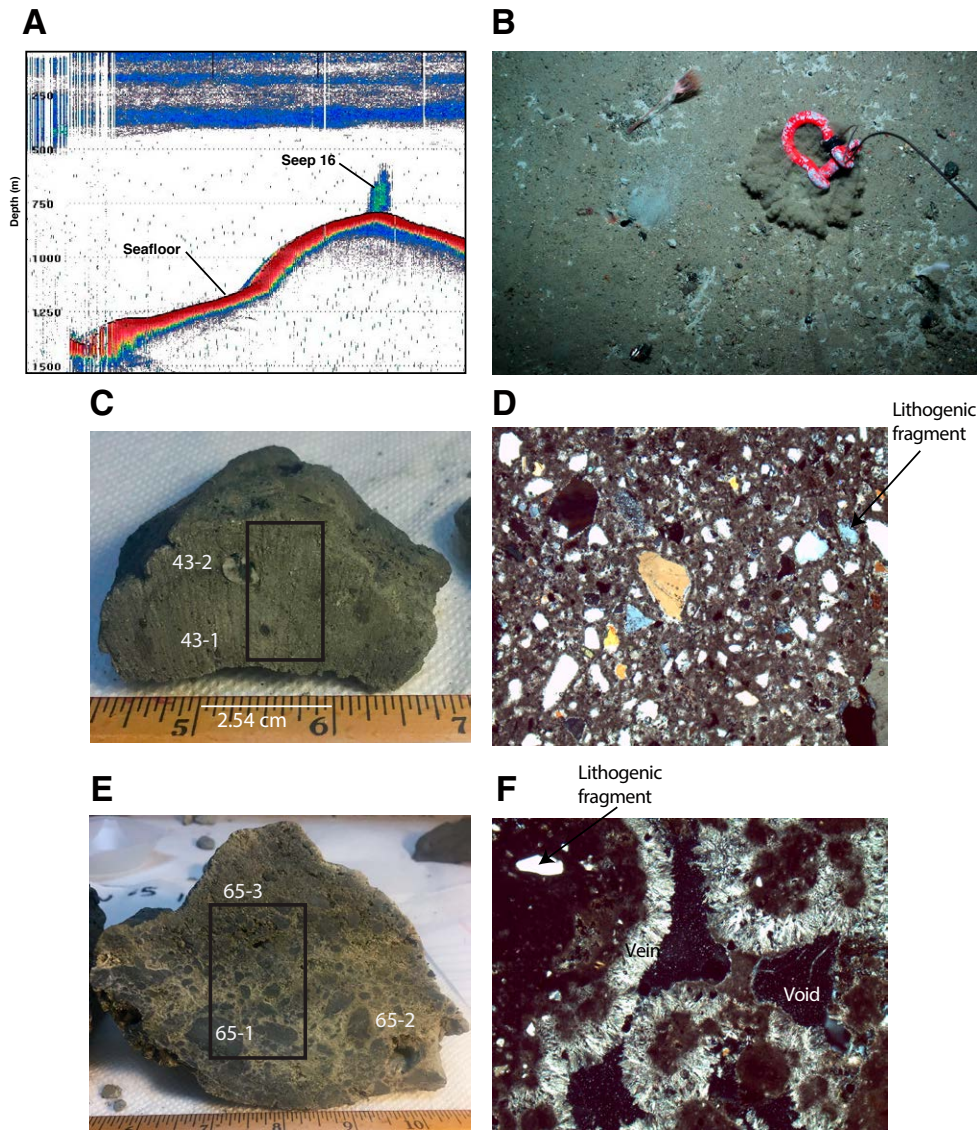 A
Depth (m)
250
500
750
1000
1250
1500
Seep 16
Seafloor
B
C
43-2
43-1
5
6
7
2.54 cm
D
Lithogenic
fragment
E
65-3
65-1
65-2
7
8
9
10
F
Lithogenic
fragment
Vein
Void